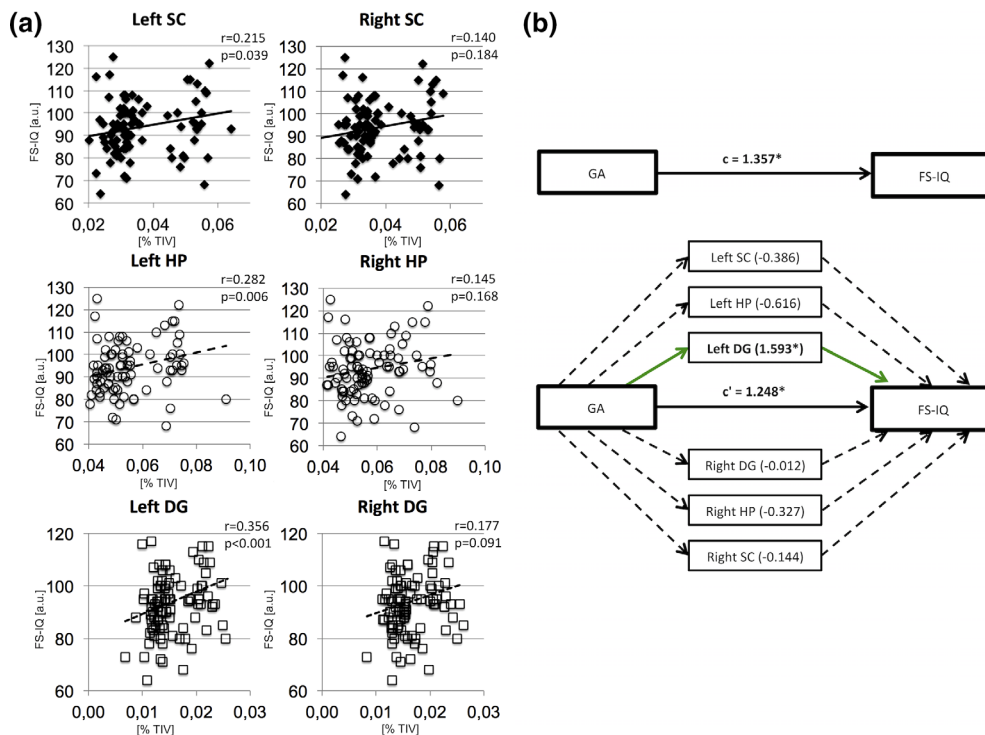 (a)
Left SC
r=0.215
p=0.039
FS-IQ [a.u.]
130
120
110
100
90
80
70
60
0,02 0,04 0,06
[% TIV]
Right SC
r=0.140
p=0.184
FS-IQ [a.u.]
130
120
110
100
90
80
70
60
0,02 0,04 0,06
[% TIV]
Left HP
r=0.282
p=0.006
FS-IQ [a.u.]
130
120
110
100
90
80
70
60
0,04 0,06 0,08 0,10
[% TIV]
Right HP
r=0.145
p=0.168
FS-IQ [a.u.]
130
120
110
100
90
80
70
60
0,04 0,06 0,08 0,10
[% TIV]
Left DG
r=0.356
p<0.001
FS-IQ [a.u.]
120
100
80
60
0,00 0,01 0,02 0,03
[% TIV]
Right DG
r=0.177
p=0.091
FS-IQ [a.u.]
120
100
80
60
0,00 0,01 0,02 0,03
[% TIV]
(b)
GA
c = 1.357*
FS-IQ
Left SC (-0.386)
Left HP (-0.616)
Left DG (1.593*)
GA
c' = 1.248*
FS-IQ
Right DG (-0.012)
Right HP (-0.327)
Right SC (-0.144)